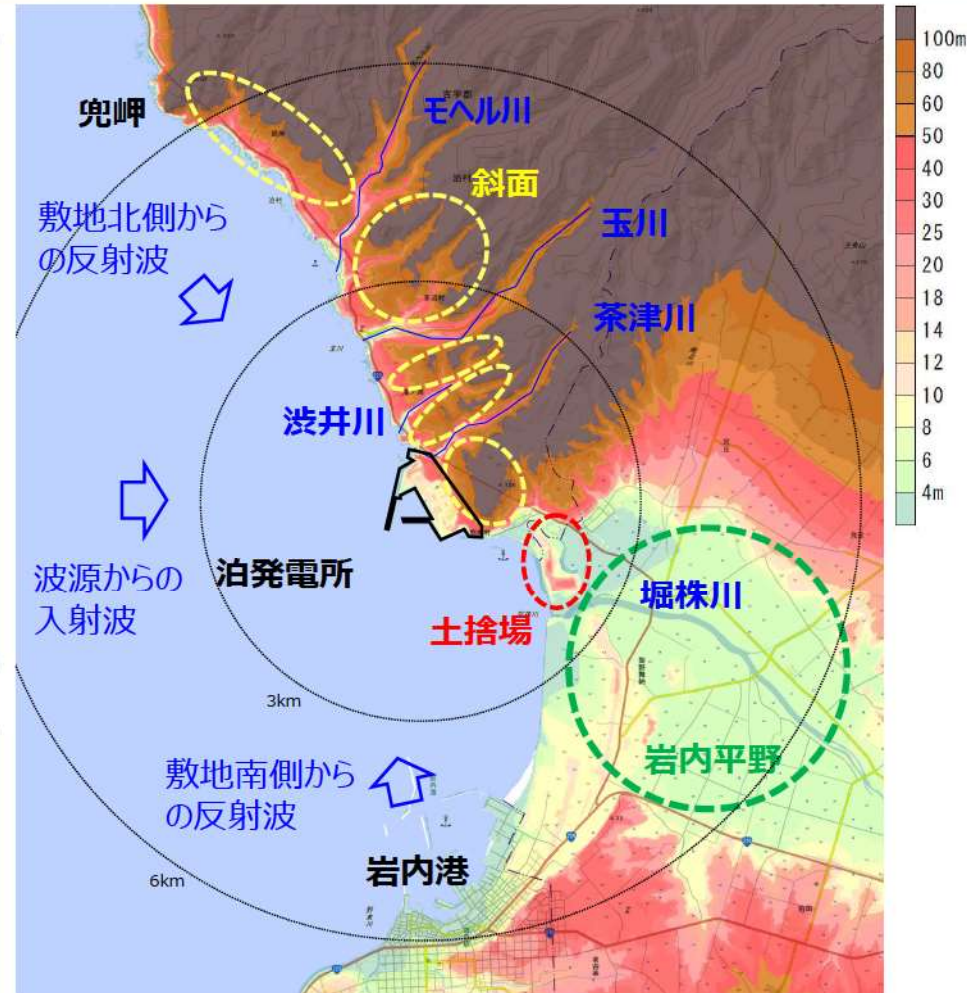 兜岬
モヘル川
斜面
玉川
敷地北側から
の反射波
茶津川
渋井川
波源からの
入射波
泊発電所
堀株川
土捨場
3km
岩内平野
敷地南側から
の反射波
岩内港
6km
100m
80
60
50
40
30
25
20
18
14
12
10
8
6
4m